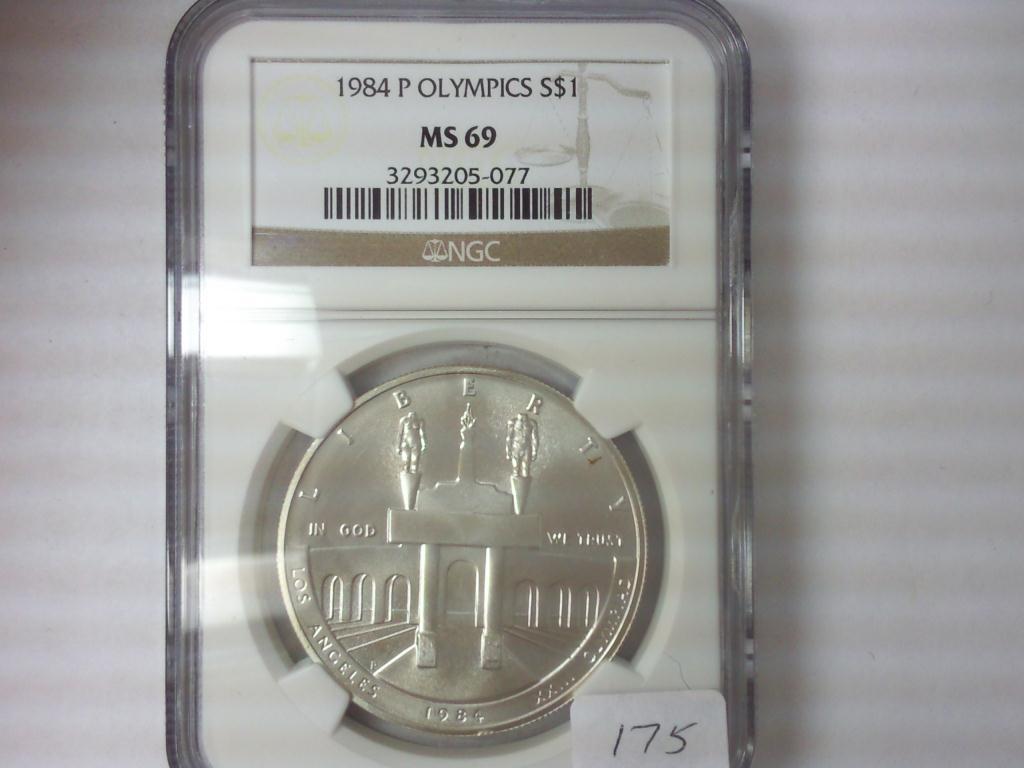 1984 P OLYMPICS S$1
MS 69
3293205-077
NGC
LIBERTY
IN GOD WE TRUST
LOS ANGELES
1984
175